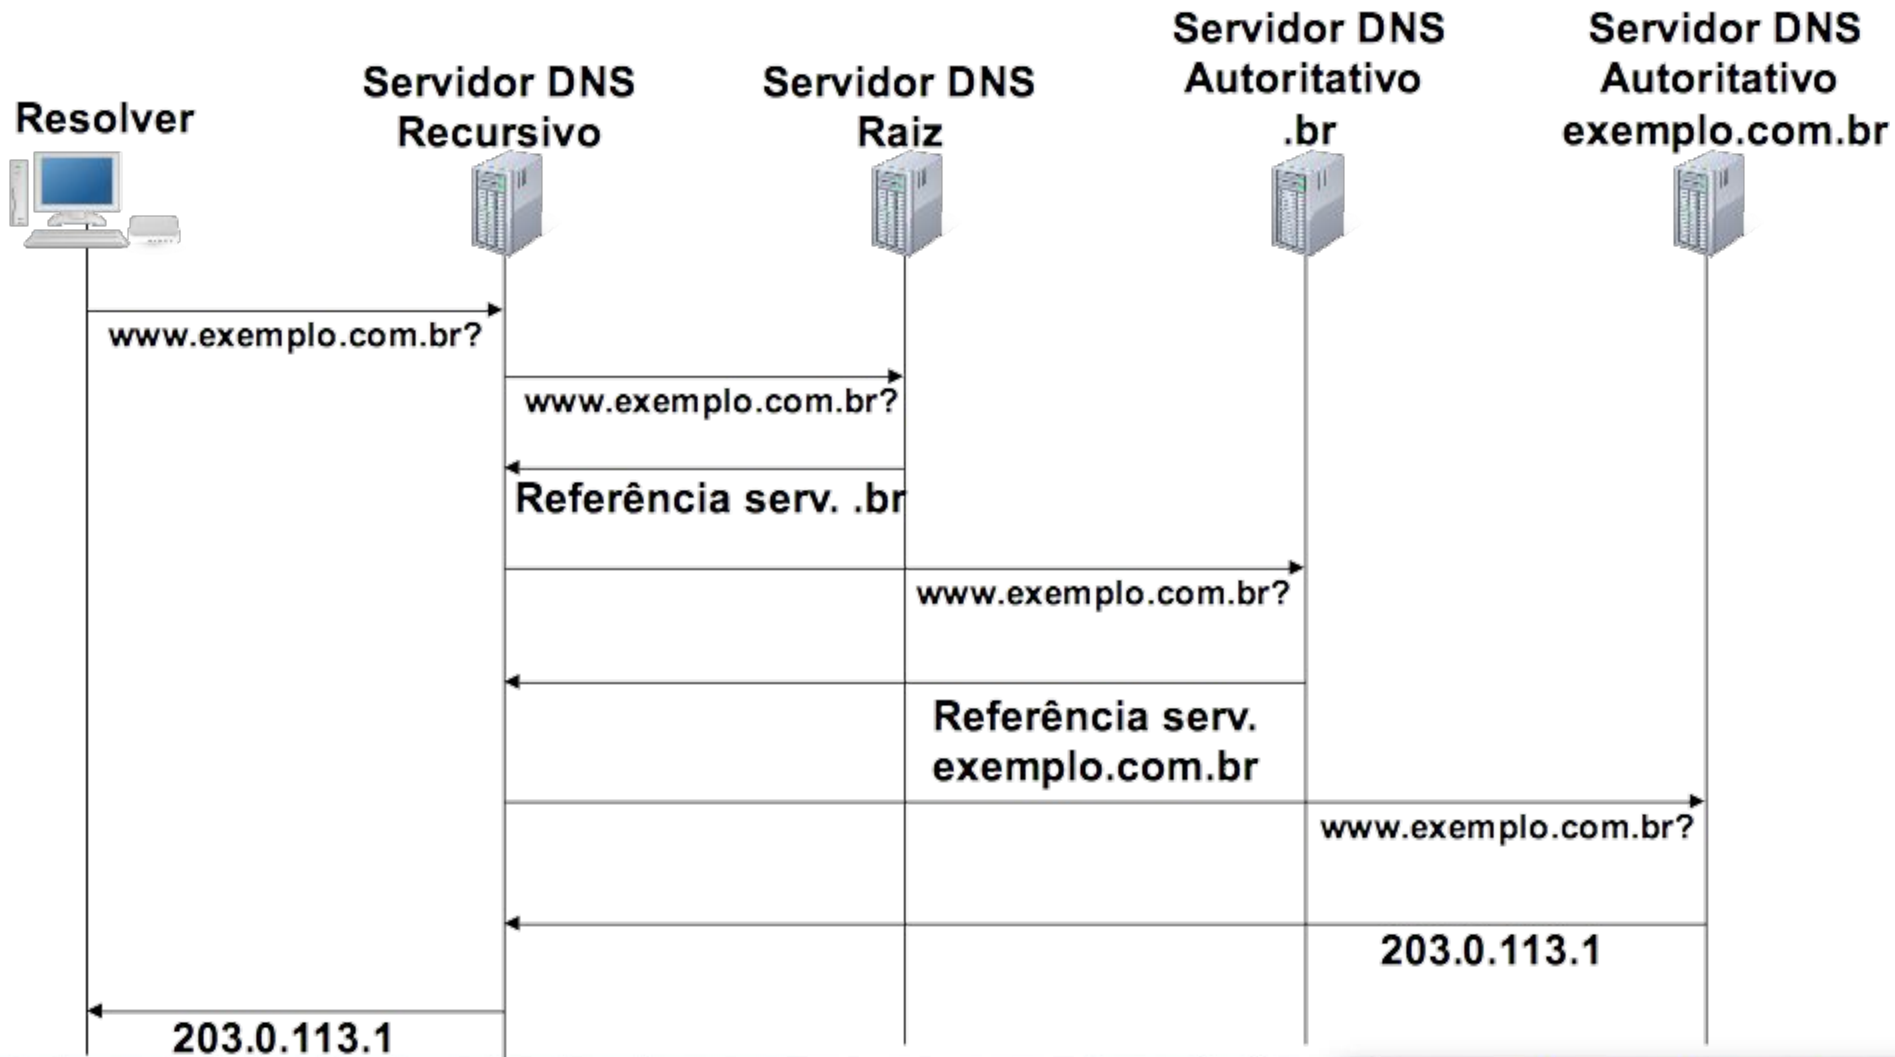 Resolver
Servidor DNS
Recursivo
Servidor DNS
Raiz
Servidor DNS
Autoritativo
.br
Servidor DNS
Autoritativo
exemplo.com.br
www.exemplo.com.br?
www.exemplo.com.br?
Referência serv. .br
www.exemplo.com.br?
Referência serv.
exemplo.com.br
www.exemplo.com.br?
203.0.113.1
203.0.113.1